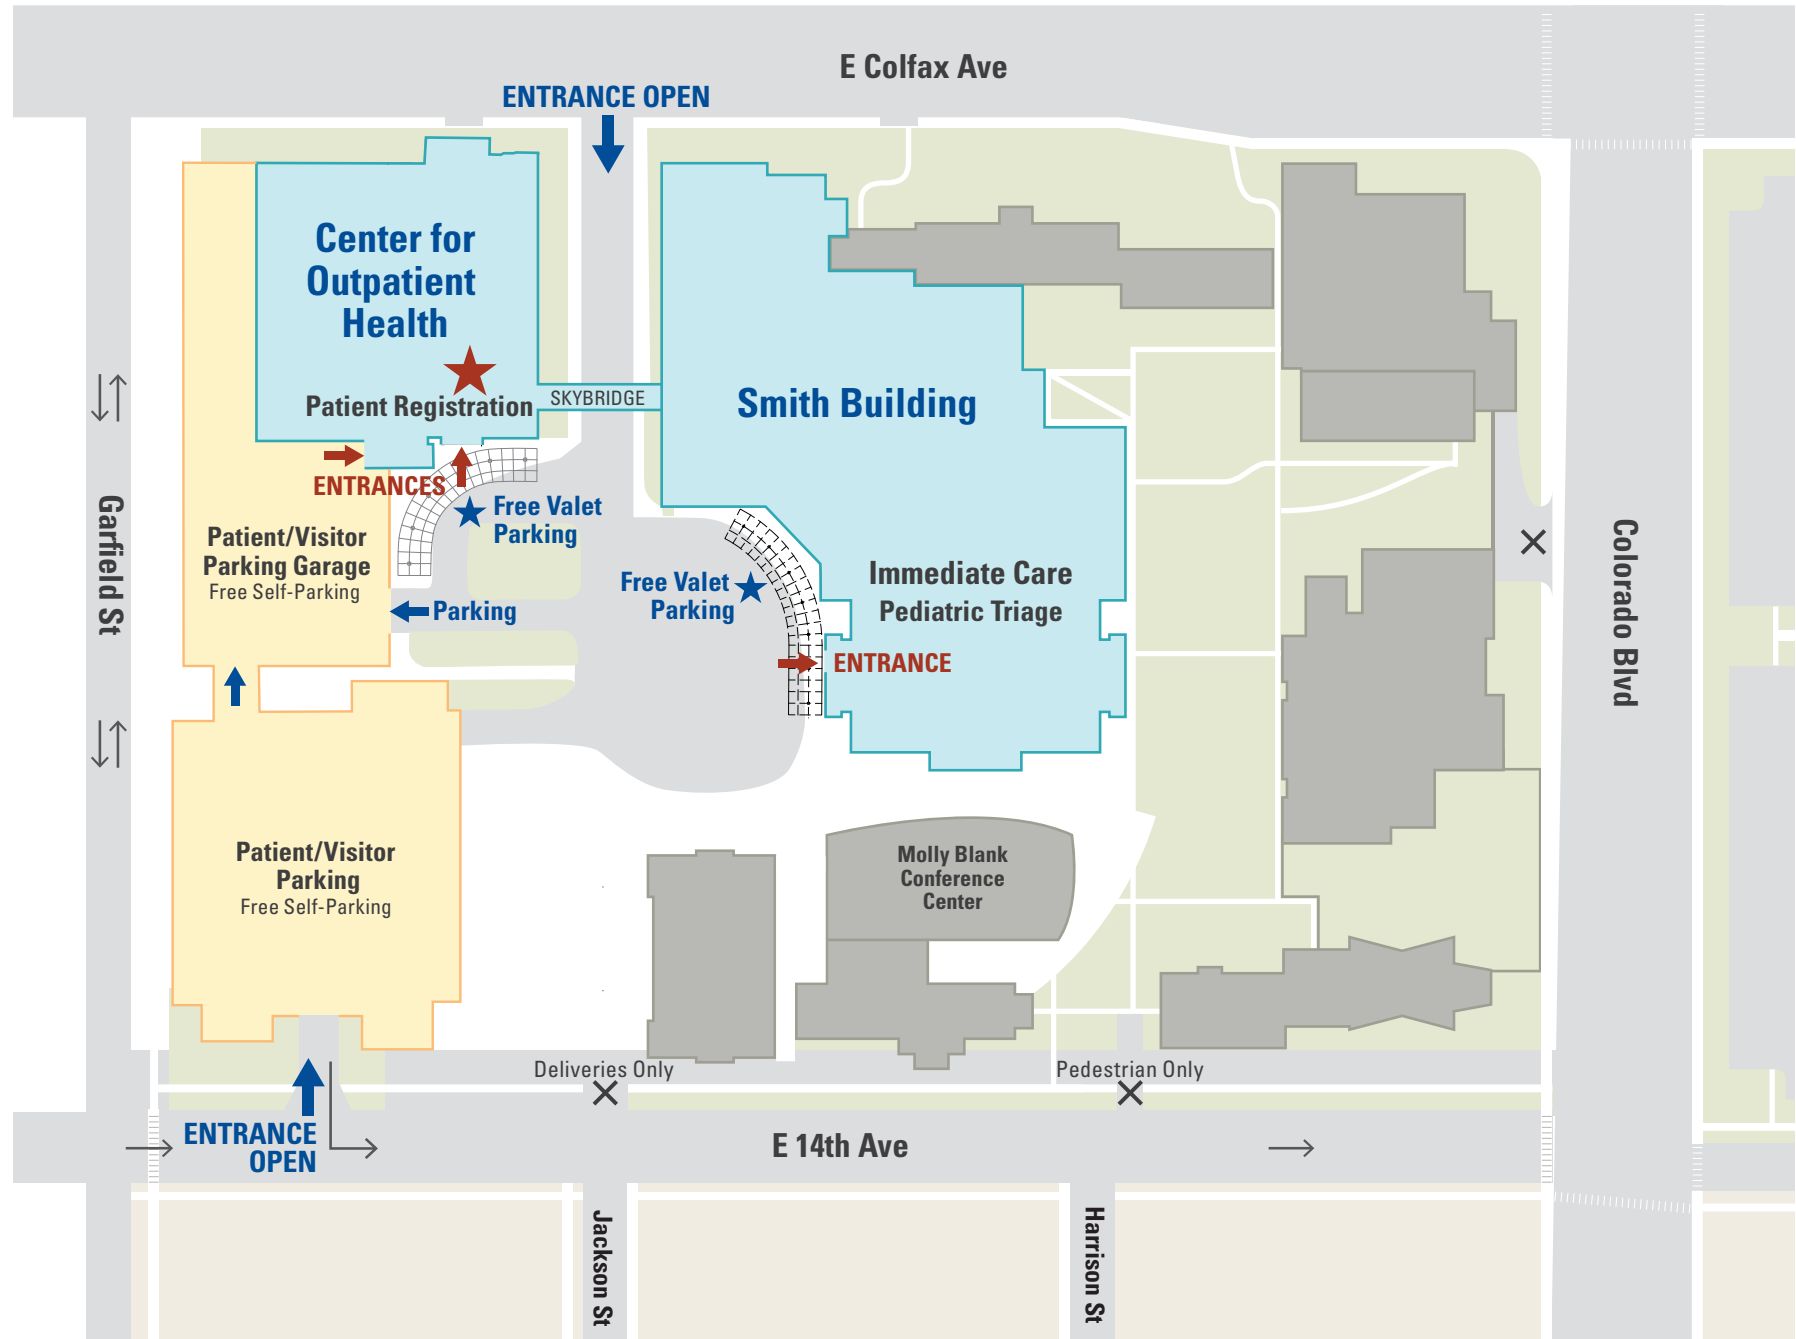 E Colfax Ave
ENTRANCE OPEN
Center for
Outpatient
Health
Patient Registration
SKYBRIDGE
Smith Building
ENTRANCES
Free Valet
Parking
Patient/Visitor
Parking Garage
Free Self-Parking
Parking
Free Valet
Parking
Immediate Care
Pediatric Triage
ENTRANCE
Garfield St
Colorado Blvd
Patient/Visitor
Parking
Free Self-Parking
Molly Blank
Conference
Center
Deliveries Only
Pedestrian Only
ENTRANCE
OPEN
E 14th Ave
Jackson St
Harrison St